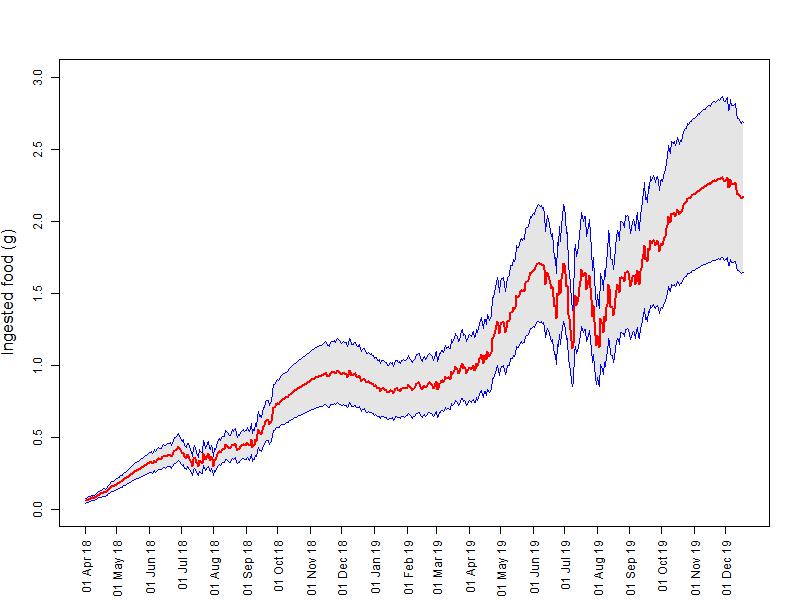 Ingested food (g)
3.0
2.5
2.0
1.5
1.0
0.5
0.0
01 Apr 18
01 May 18
01 Jun 18
01 Jul 18
01 Aug 18
01 Sep 18
01 Oct 18
01 Nov 18
01 Dec 18
01 Jan 19
01 Feb 19
01 Mar 19
01 Apr 19
01 May 19
01 Jun 19
01 Jul 19
01 Aug 19
01 Sep 19
01 Oct 19
01 Nov 19
01 Dec 19